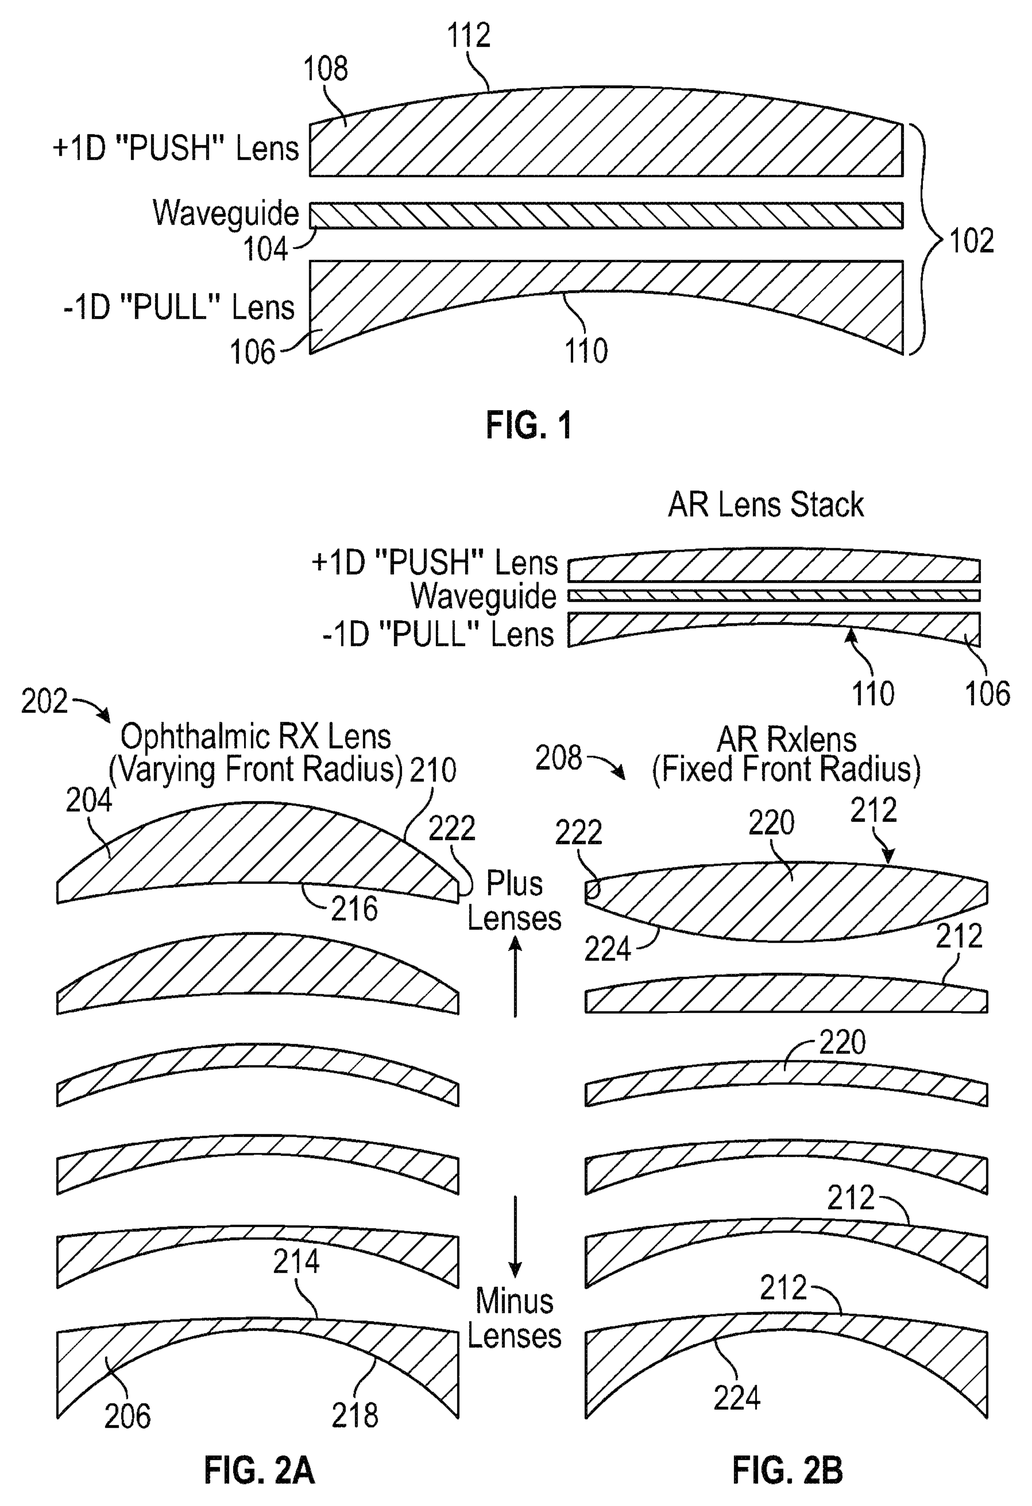 112
108
+1D "PUSH" Lens
Waveguide
104
102
-1D "PULL" Lens
106
110
FIG. 1
AR Lens Stack
+1D "PUSH" Lens
Waveguide
-1D "PULL" Lens
110
106
202
Ophthalmic RX Lens
(Varying Front Radius)
210
204
222
216
Plus
Lenses
214
Minus
Lenses
206
218
FIG. 2A
208
AR Rxlens
(Fixed Front Radius)
220
212
222
224
212
220
212
212
224
FIG. 2B